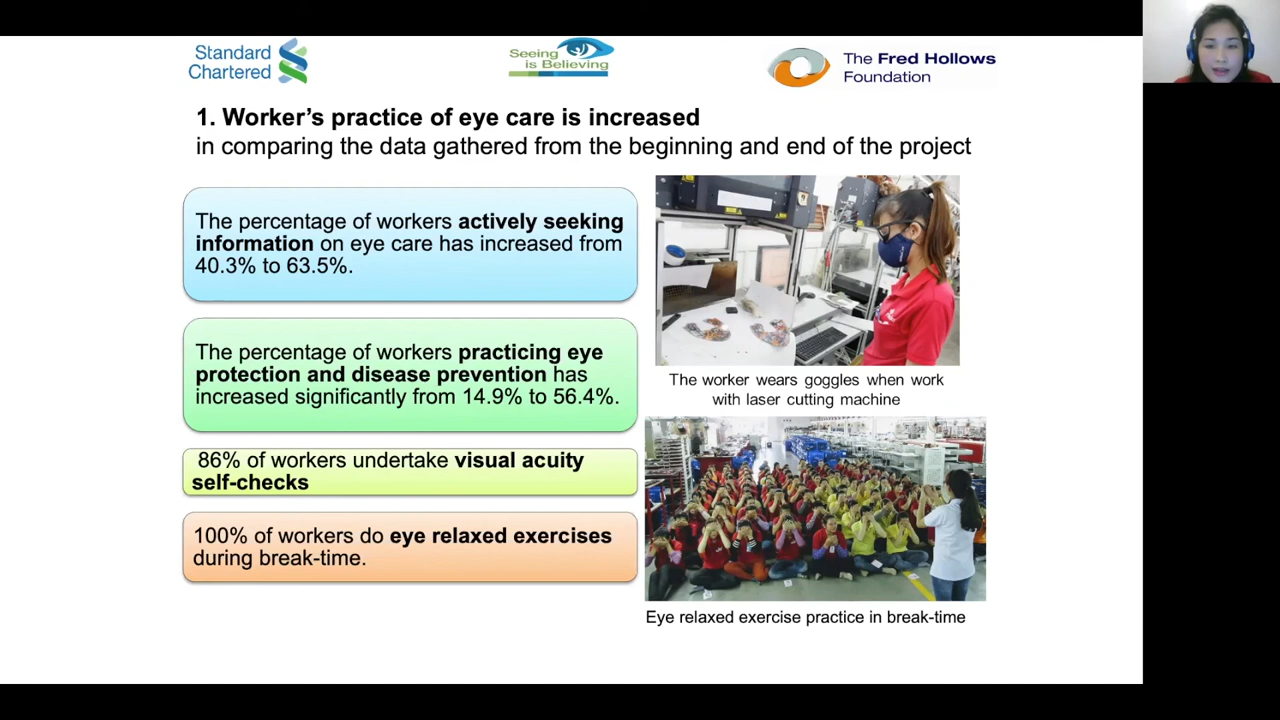 Standard
Chartered
Seeing
is Believing
The Fred Hollows
Foundation
1. Worker’s practice of eye care is increased
in comparing the data gathered from the beginning and end of the project
The percentage of workers actively seeking
information on eye care has increased from
40.3% to 63.5%.
The percentage of workers practicing eye
protection and disease prevention has
increased significantly from 14.9% to 56.4%.
86% of workers undertake visual acuity
self-checks
100% of workers do eye relaxed exercises
during break-time.
The worker wears goggles when work
with laser cutting machine
Eye relaxed exercise practice in break-time